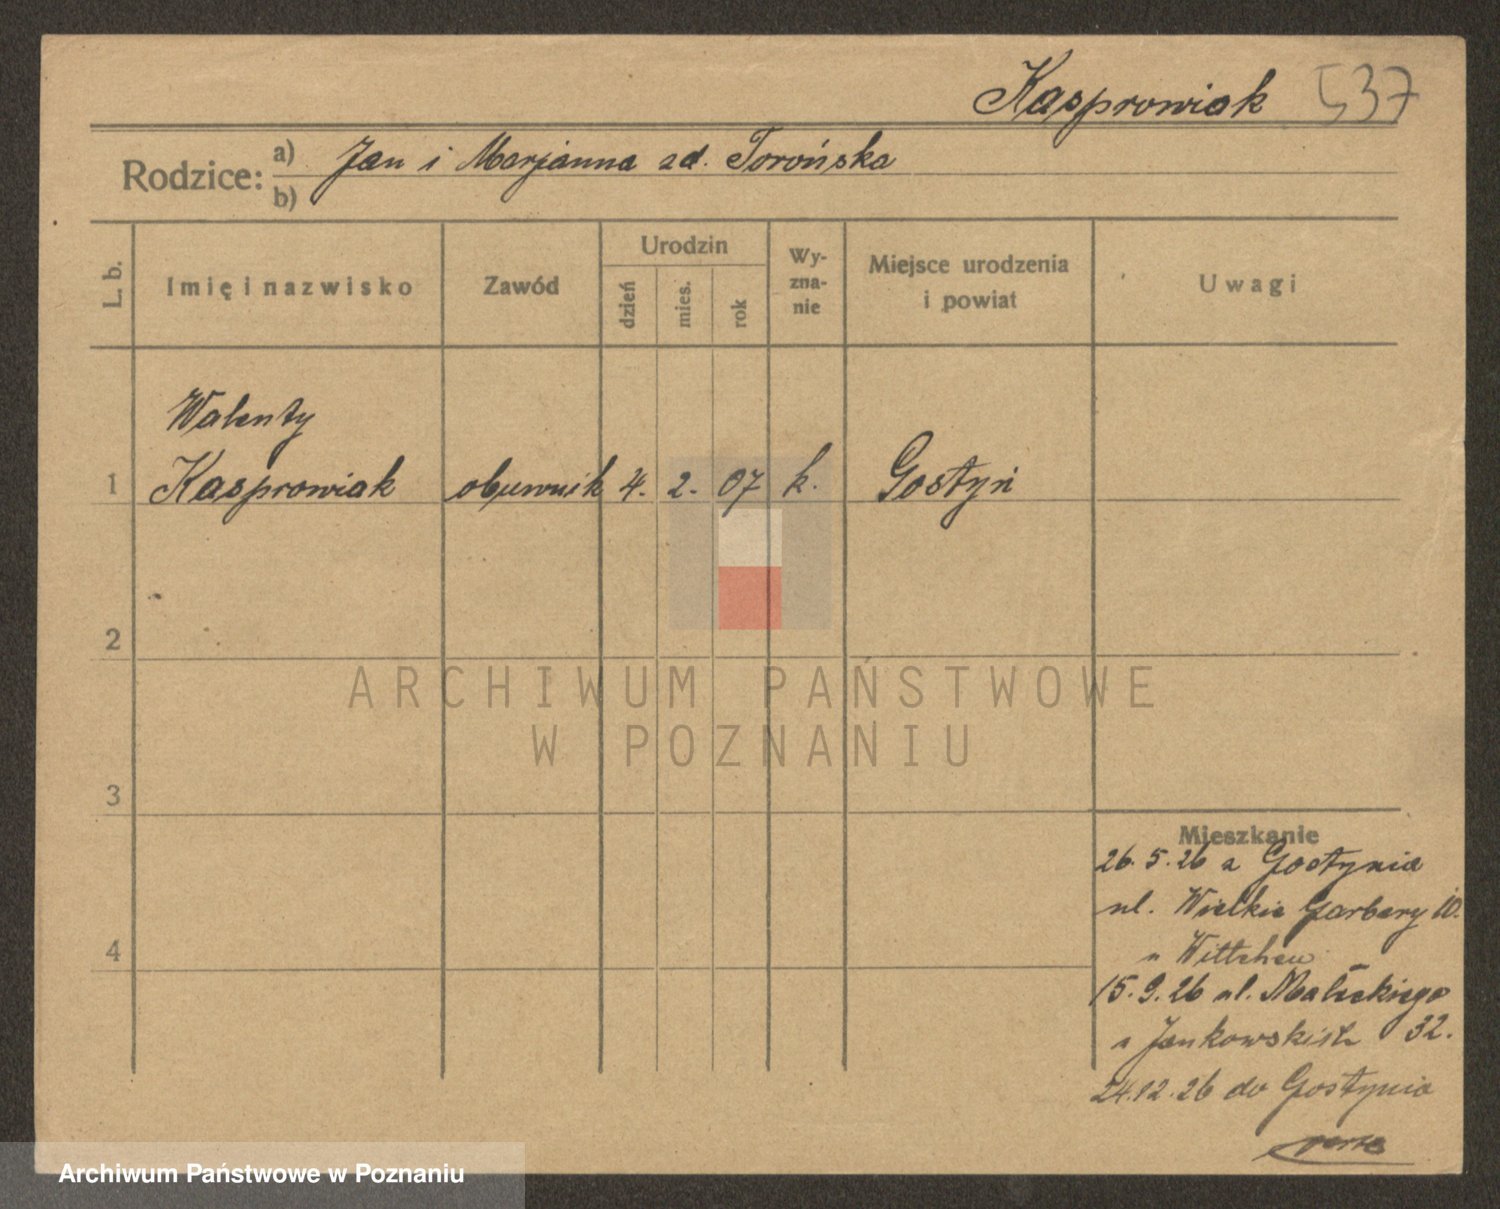 Kasprowiak 537
Rodzice: a) Jan i Marjanna zd. Torońska
b)
L. b.
Imię i nazwisko
Zawód
Urodzin
dzień
mies.
rok
Wy-
zna-
nie
Miejsce urodzenia
i powiat
Uwagi
Walenty
1 Kasprowiak obuwnik 4. 2. 07 k. Gostyń
2
ARCHIWUM PAŃSTWOWE
W POZNANIU
3
4
Mieszkanie
26. 5. 26 z Gostynia
ul. Wielkie Garbary 10.
u
15. 9. 26 ul. Małeckiego
u Jankowskich 32.
24.12.26 do Gostynia
Archiwum Państwowe w Poznaniu